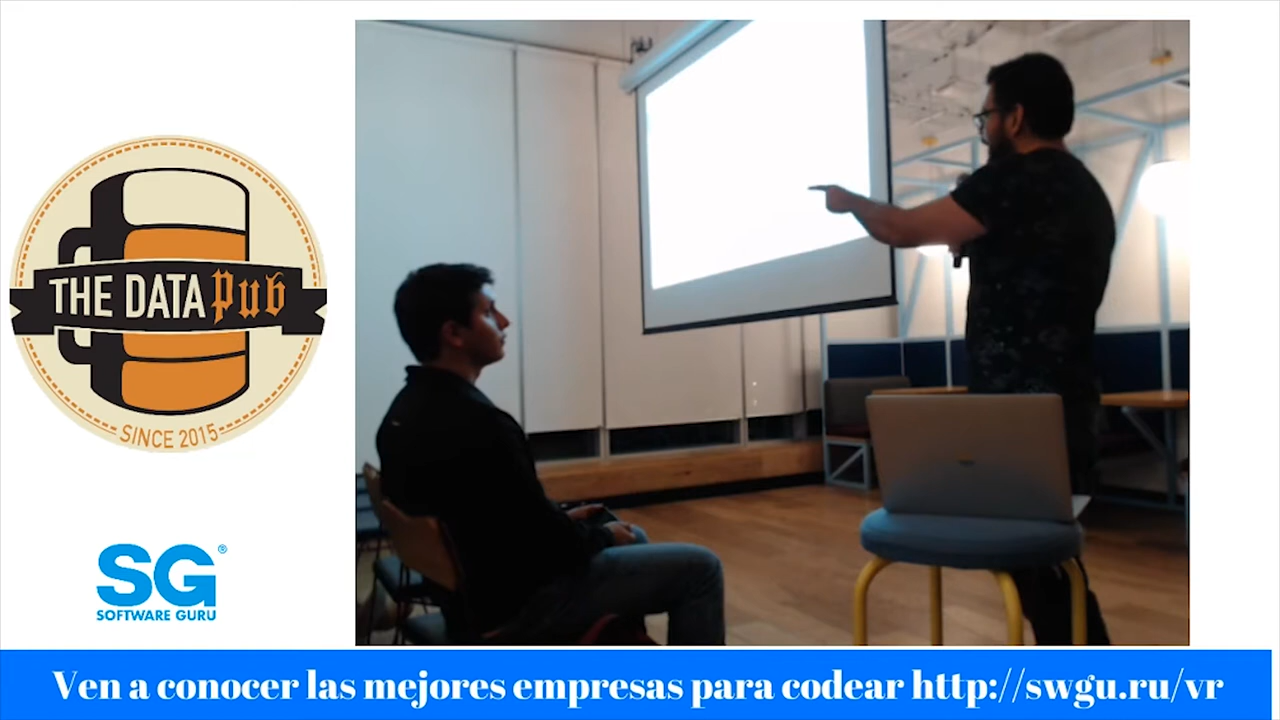 THE DATA Pub
SINCE 2015
SG®
SOFTWARE GURU
Ven a conocer las mejores empresas para codear http://swgu.ru/vr